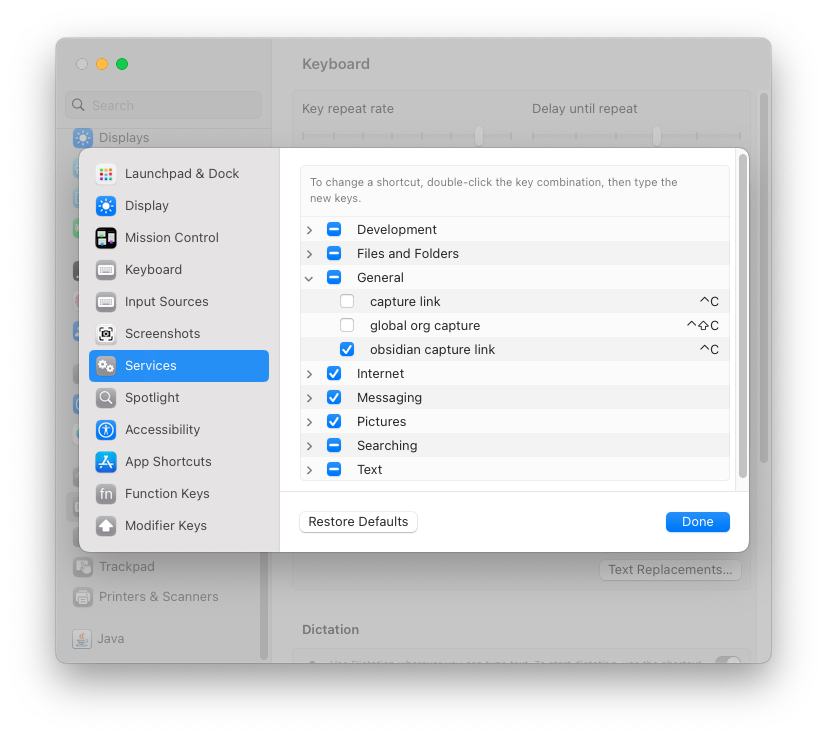 Keyboard
Search
Key repeat rate
Delay until repeat
Displays
Launchpad & Dock
Display
Mission Control
Keyboard
Input Sources
Screenshots
Services
Spotlight
Accessibility
App Shortcuts
fn Function Keys
Modifier Keys
To change a shortcut, double-click the key combination, then type the
new keys.
Development
Files and Folders
General
capture link ^C
global org capture ^⇧C
obsidian capture link ^C
Internet
Messaging
Pictures
Searching
Text
Restore Defaults
Done
Trackpad
Printers & Scanners
Java
Text Replacements...
Dictation